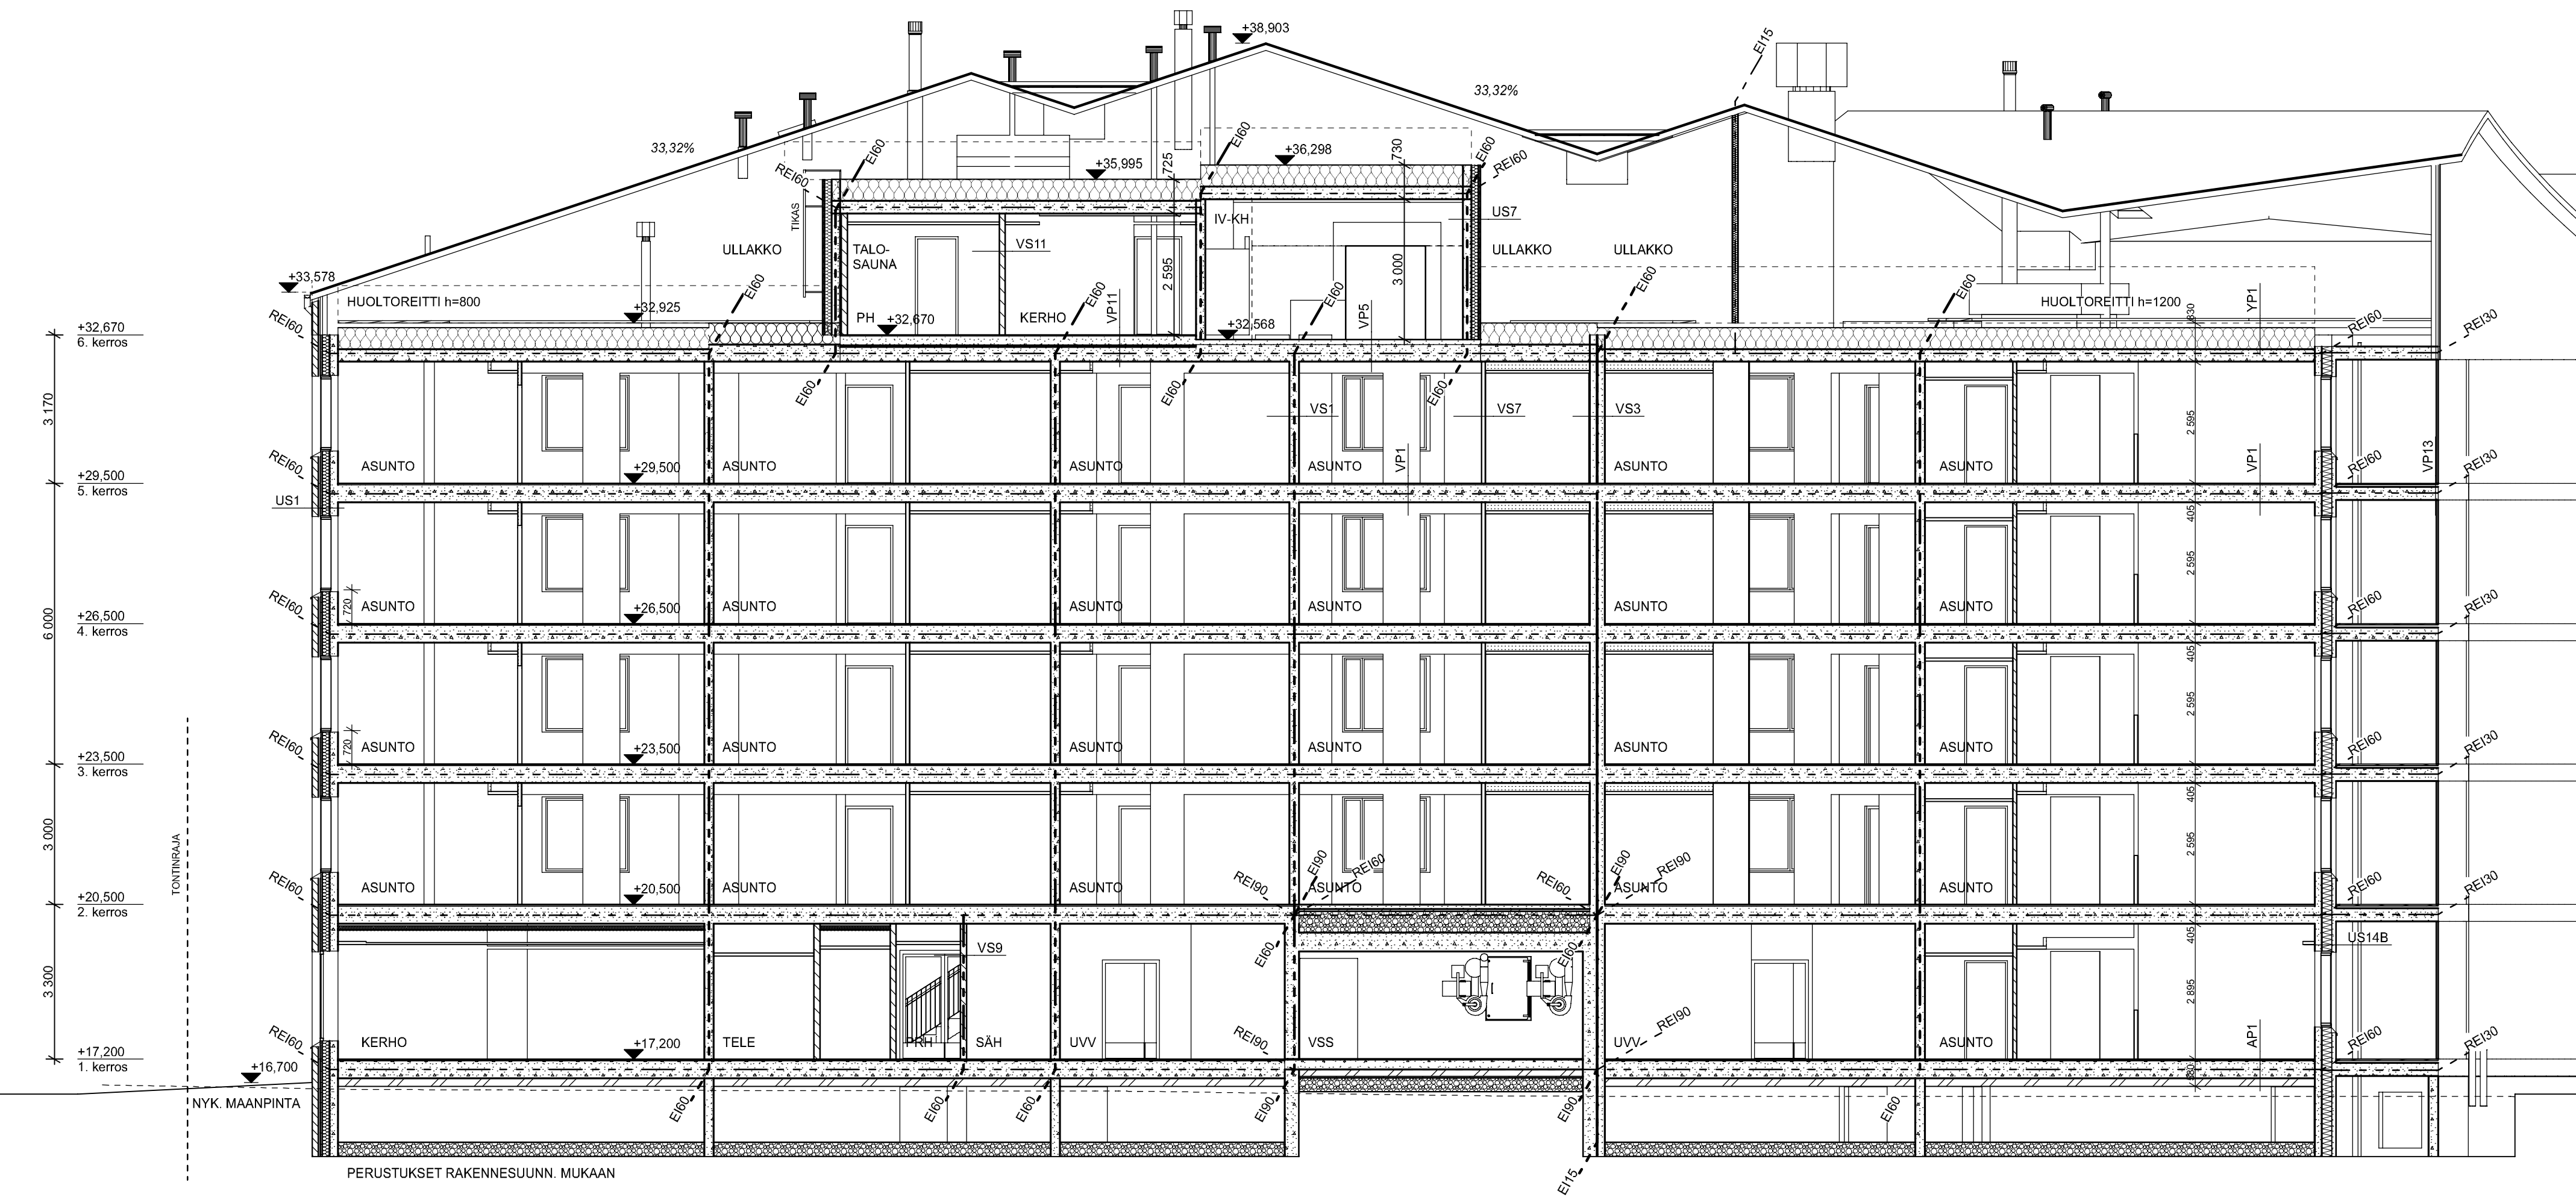 +38,903
EI15
33,32%
33,32%
EI60
EI60
EI60
REI60
REI60
+35,995
725
+36,298
730
TIKAS
IV-KH
US7
ULLAKKO
TALO-
SAUNA
VS11
2 595
3 000
ULLAKKO
ULLAKKO
+33,578
HUOLTOREITTI h=800
EI60
EI60
EI60
EI60
EI60
HUOLTOREITTI h=1200
YP1
830
REI60
+32,925
PH
+32,670
KERHO
VP11
+32,568
VP5
REI60
REI30
+32,670
6. kerros
EI60
EI60
EI60
3 170
VS1
VS7
VS3
2 595
REI60
ASUNTO
+29,500
ASUNTO
ASUNTO
ASUNTO
VP1
ASUNTO
ASUNTO
VP1
REI60
VP13
REI30
+29,500
5. kerros
US1
405
6 000
2 595
REI60
720
ASUNTO
+26,500
ASUNTO
ASUNTO
ASUNTO
ASUNTO
ASUNTO
REI60
REI30
+26,500
4. kerros
405
2 595
REI60
720
ASUNTO
+23,500
ASUNTO
ASUNTO
ASUNTO
ASUNTO
ASUNTO
REI60
REI30
+23,500
3. kerros
405
3 000
TONTINRAJA
2 595
EI90
REI60
EI90
REI90
REI60
ASUNTO
+20,500
ASUNTO
ASUNTO
REI90
ASUNTO
REI60
ASUNTO
ASUNTO
REI60
REI30
+20,500
2. kerros
405
US14B
VS9
EI60
EI60
3 300
2 895
REI60
KERHO
+17,200
TELE
PRH
SÄH
UVV
REI90
VSS
UVV
REI90
ASUNTO
AP1
REI60
REI30
+17,200
1. kerros
+16,700
NYK. MAANPINTA
EI60
EI60
EI60
EI90
EI90
EI60
PERUSTUKSET RAKENNESUUNN. MUKAAN
EI15